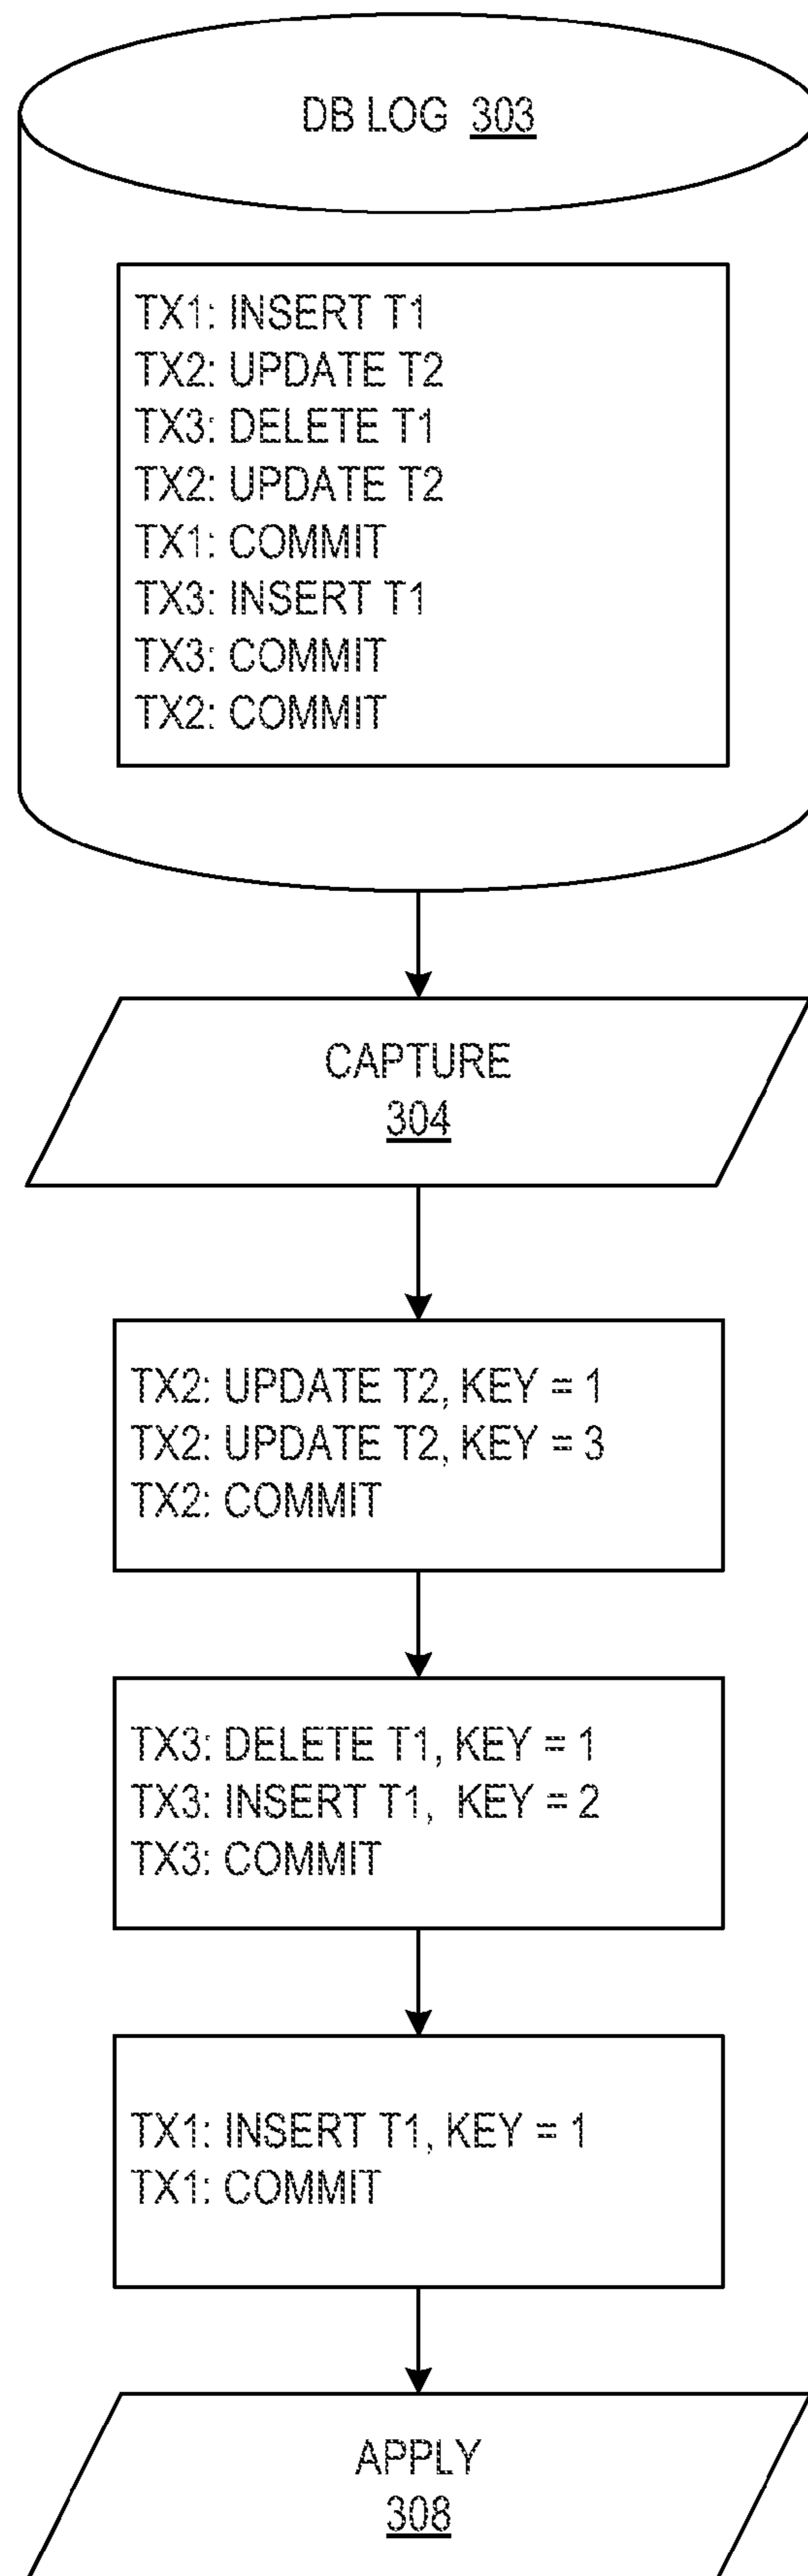 DB LOG 303
TX1: INSERT T1
TX2: UPDATE T2
TX3: DELETE T1
TX2: UPDATE T2
TX1: COMMIT
TX3: INSERT T1
TX3: COMMIT
TX2: COMMIT
CAPTURE
304
TX2: UPDATE T2, KEY = 1
TX2: UPDATE T2, KEY = 3
TX2: COMMIT
TX3: DELETE T1, KEY = 1
TX3: INSERT T1, KEY = 2
TX3: COMMIT
TX1: INSERT T1, KEY = 1
TX1: COMMIT
APPLY
308